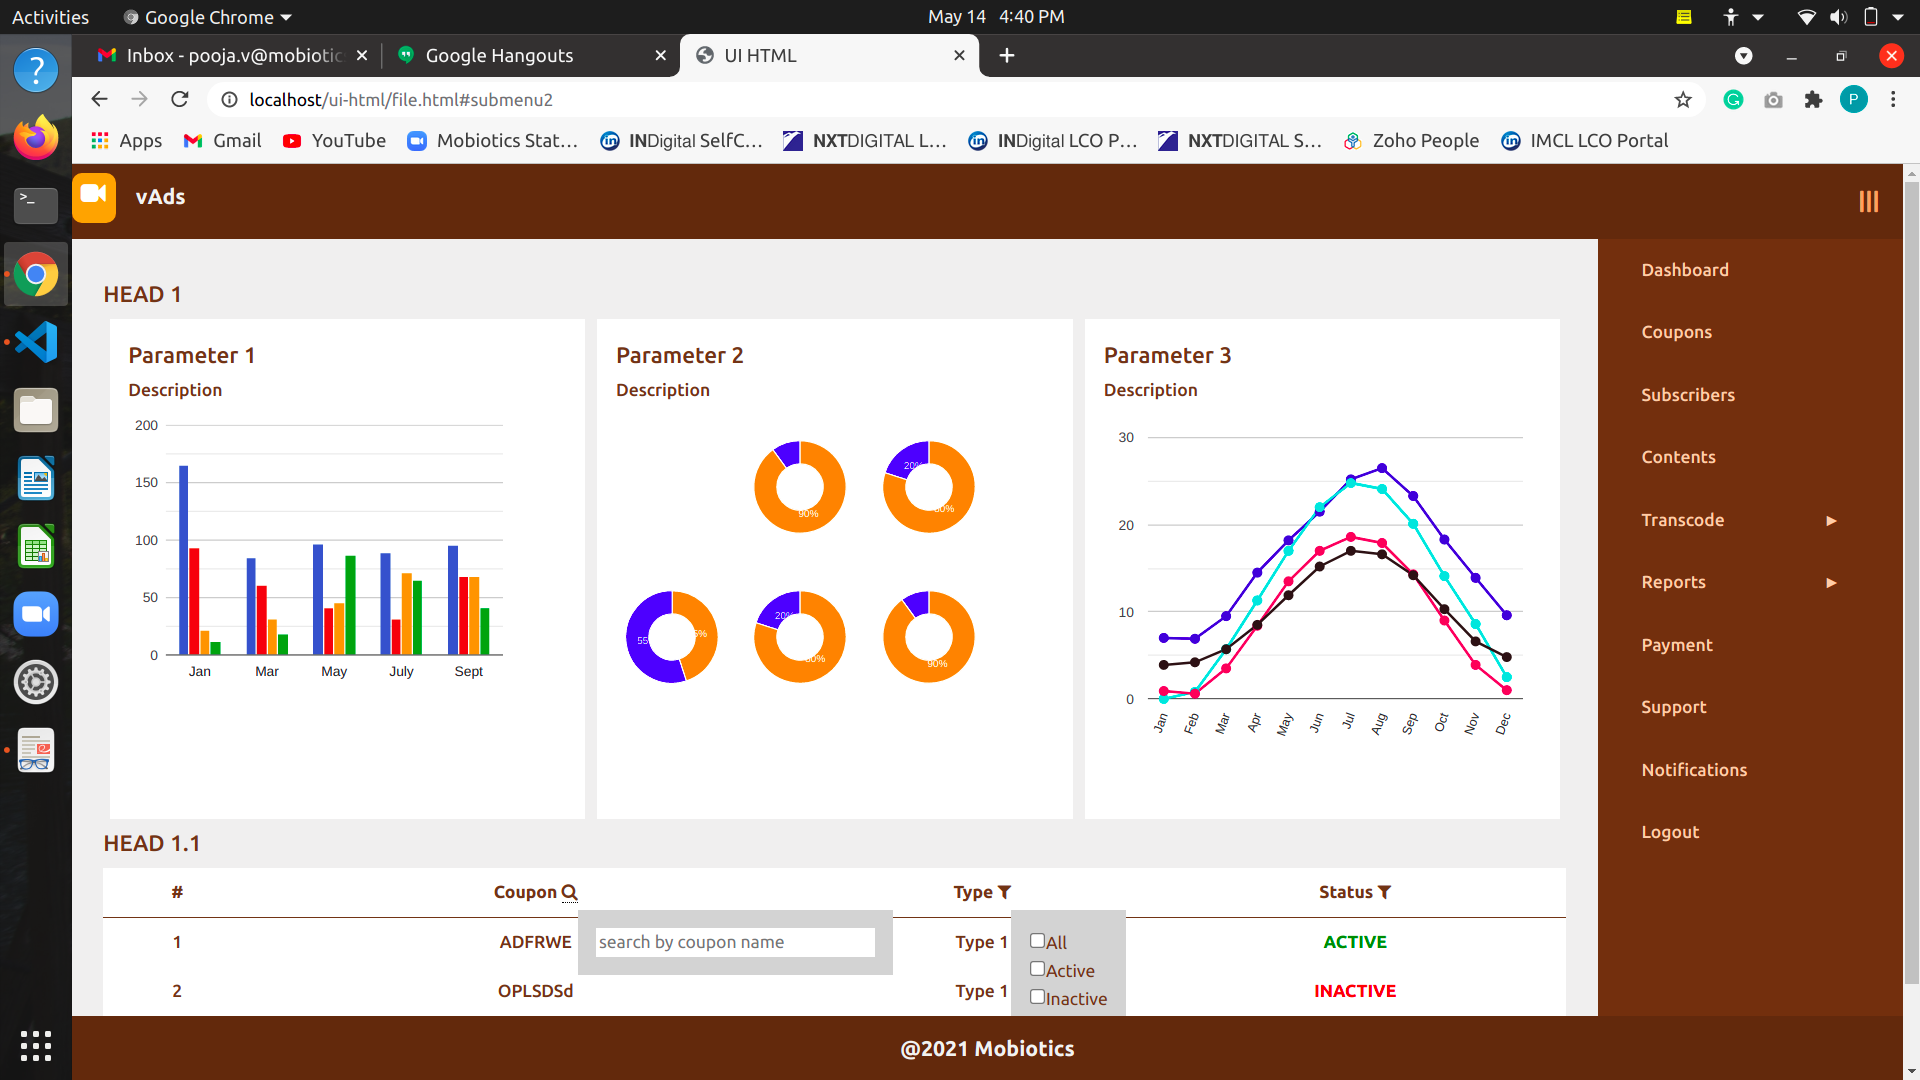 Activities Google Chrome May 14 4:40 PM
Inbox - pooja.v@mobiotic Google Hangouts UI HTML
localhost/ui-html/file.html#submenu2 P
Apps Gmail YouTube Mobiotics Stat... INDigital SelfC... NXTDIGITAL L... INDigital LCO P... NXTDIGITAL S... Zoho People IMCL LCO Portal
vAds
HEAD 1
Parameter 1
Description
200
150
100
50
0
Jan Mar May July Sept
Parameter 2
Description
90%
20%
80%
55
5%
20%
80%
90%
Parameter 3
Description
30
20
10
0
Jan Feb Mar Apr May Jun Jul Aug Sep Oct Nov Dec
Dashboard
Coupons
Subscribers
Contents
Transcode
Reports
Payment
Support
Notifications
Logout
HEAD 1.1
# Coupon Type Status
1 ADFRWE search by coupon name Type 1 All ACTIVE
Active
2 OPLSDSd Type 1 Inactive INACTIVE
@2021 Mobiotics